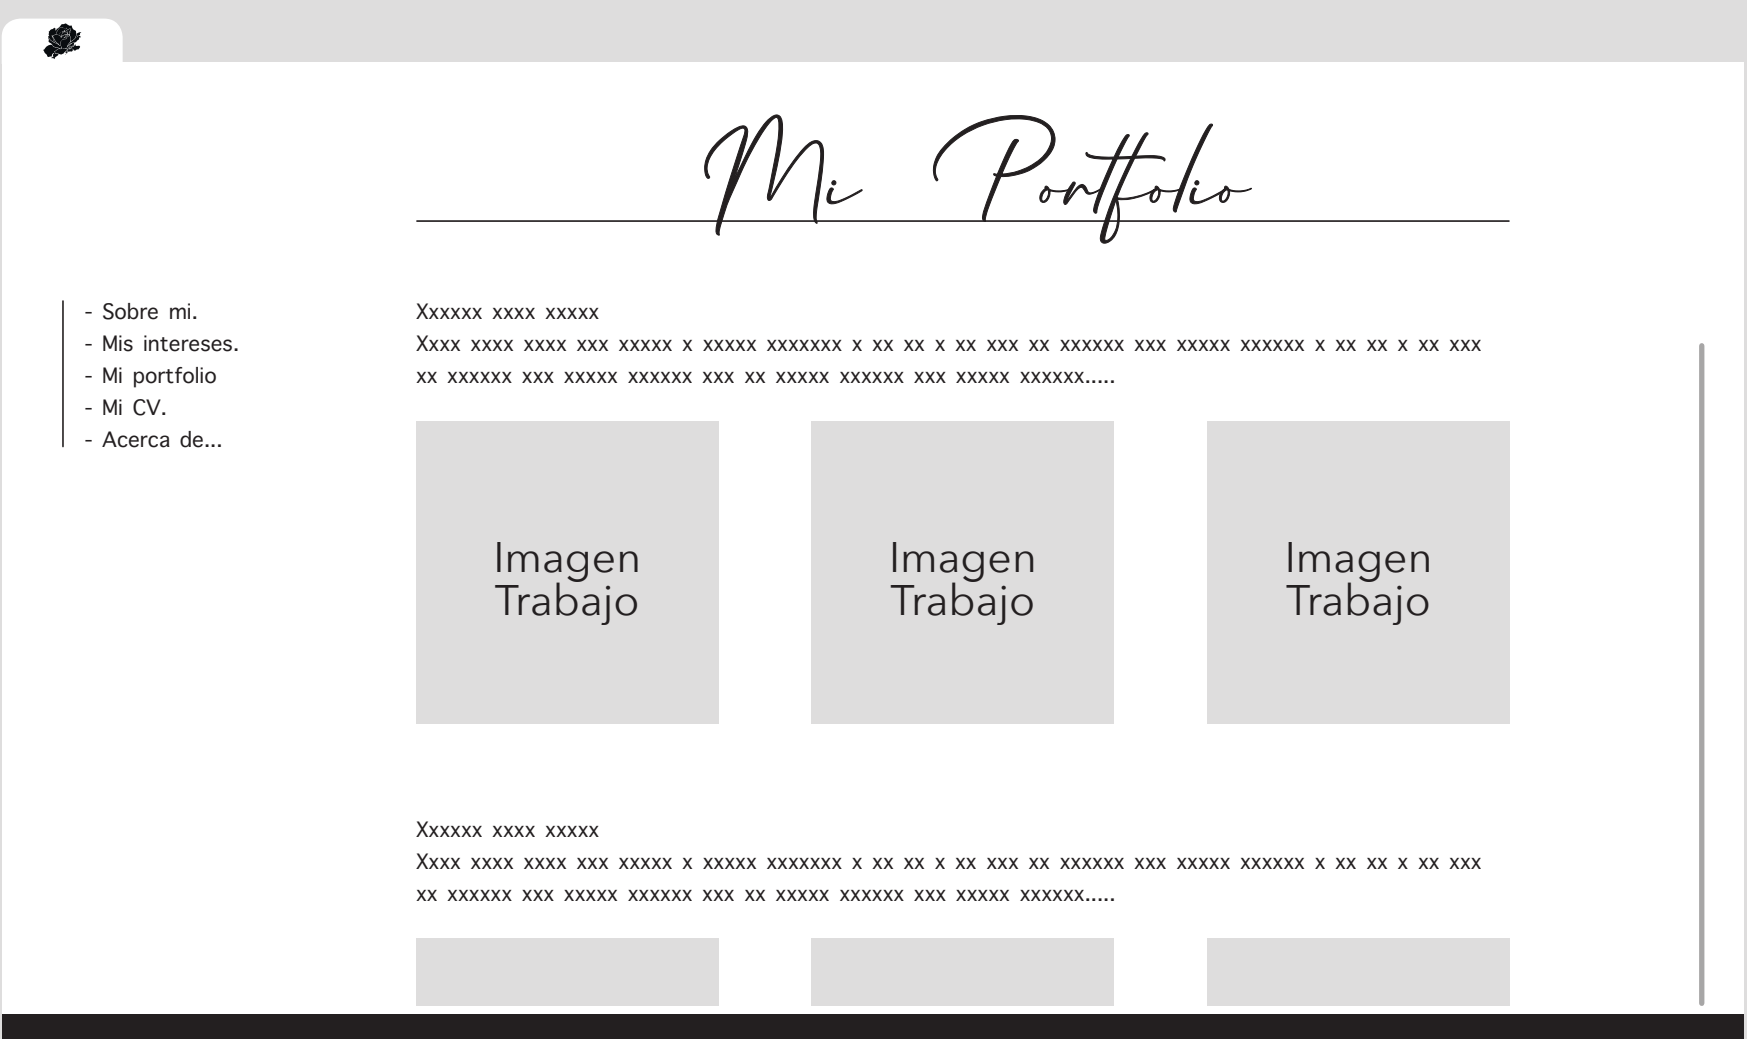 Mi Portfolio
- Sobre mi.
- Mis intereses.
- Mi portfolio
- Mi CV.
- Acerca de...
Xxxxxx xxxx xxxxx
Xxxx xxxx xxxx xxx xxxxx x xxxxx xxxxxxx x xx xx x xx xxx xx xxxxxx xxx xxxxx xxxxxx x xx xx x xx xxx
xx xxxxxx xxx xxxxx xxxxxx xxx xx xxxxx xxxxxx xxx xxxxx xxxxxx.....
Imagen
Trabajo
Imagen
Trabajo
Imagen
Trabajo
Xxxxxx xxxx xxxxx
Xxxx xxxx xxxx xxx xxxxx x xxxxx xxxxxxx x xx xx x xx xxx xx xxxxxx xxx xxxxx xxxxxx x xx xx x xx xxx
xx xxxxxx xxx xxxxx xxxxxx xxx xx xxxxx xxxxxx xxx xxxxx xxxxxx.....